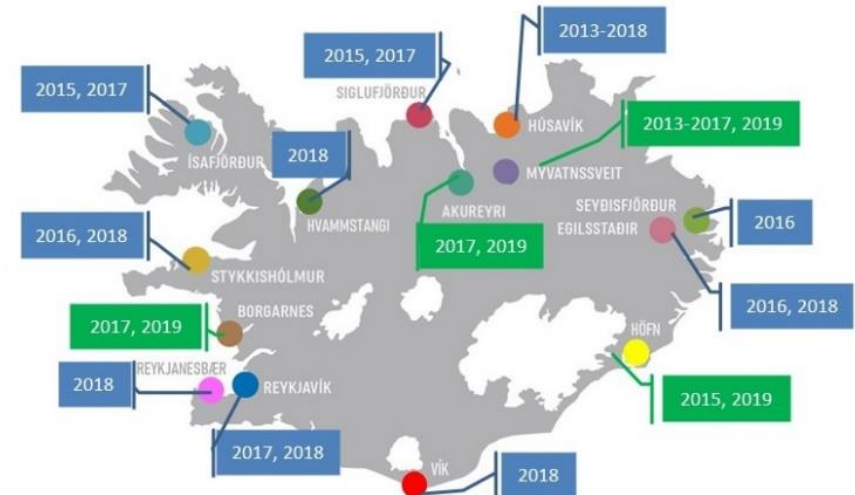 2013-2018
2015, 2017
SIGLUFJÖRÐUR
2015, 2017
HÚSAVÍK
2013-2017, 2019
ÍSAFJÖRÐUR
2018
MYVATNSSVEIT
HVAMMSTANGI
AKUREYRI
SEYÐISFJÖRÐUR
2016
EGILSSTAÐIR
2016, 2018
2017, 2019
STYKKISHÓLMUR
2016, 2018
BORGARNES
2017, 2019
HÖFN
REYKJANESBÆR
2018
REYKJAVÍK
2015, 2019
2017, 2018
VÍK
2018